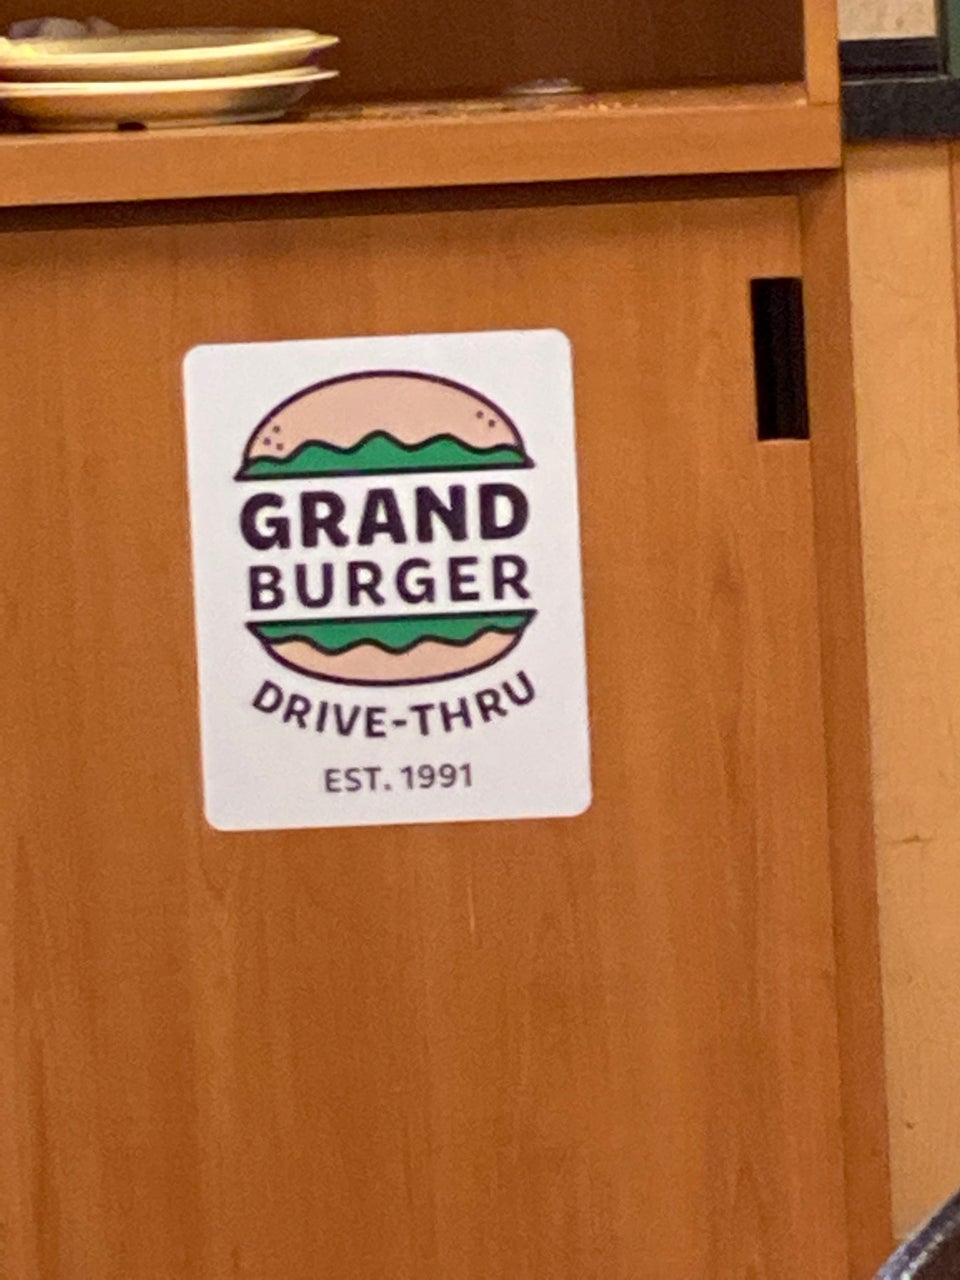 GRAND
BURGER
DRIVE-THRU
EST. 1991